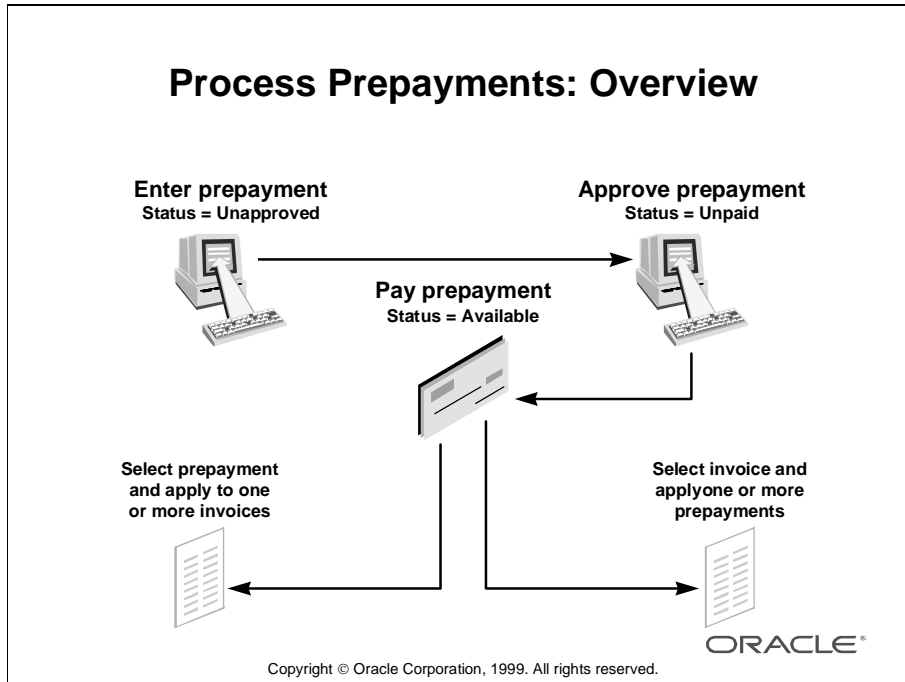 Process Prepayments: Overview
Enter prepayment
Status = Unapproved
Approve prepayment
Status = Unpaid
Pay prepayment
Status = Available
Select prepayment
and apply to one
or more invoices
Select invoice and
applyone or more
prepayments
ORACLE®
Copyright © Oracle Corporation, 1999. All rights reserved.